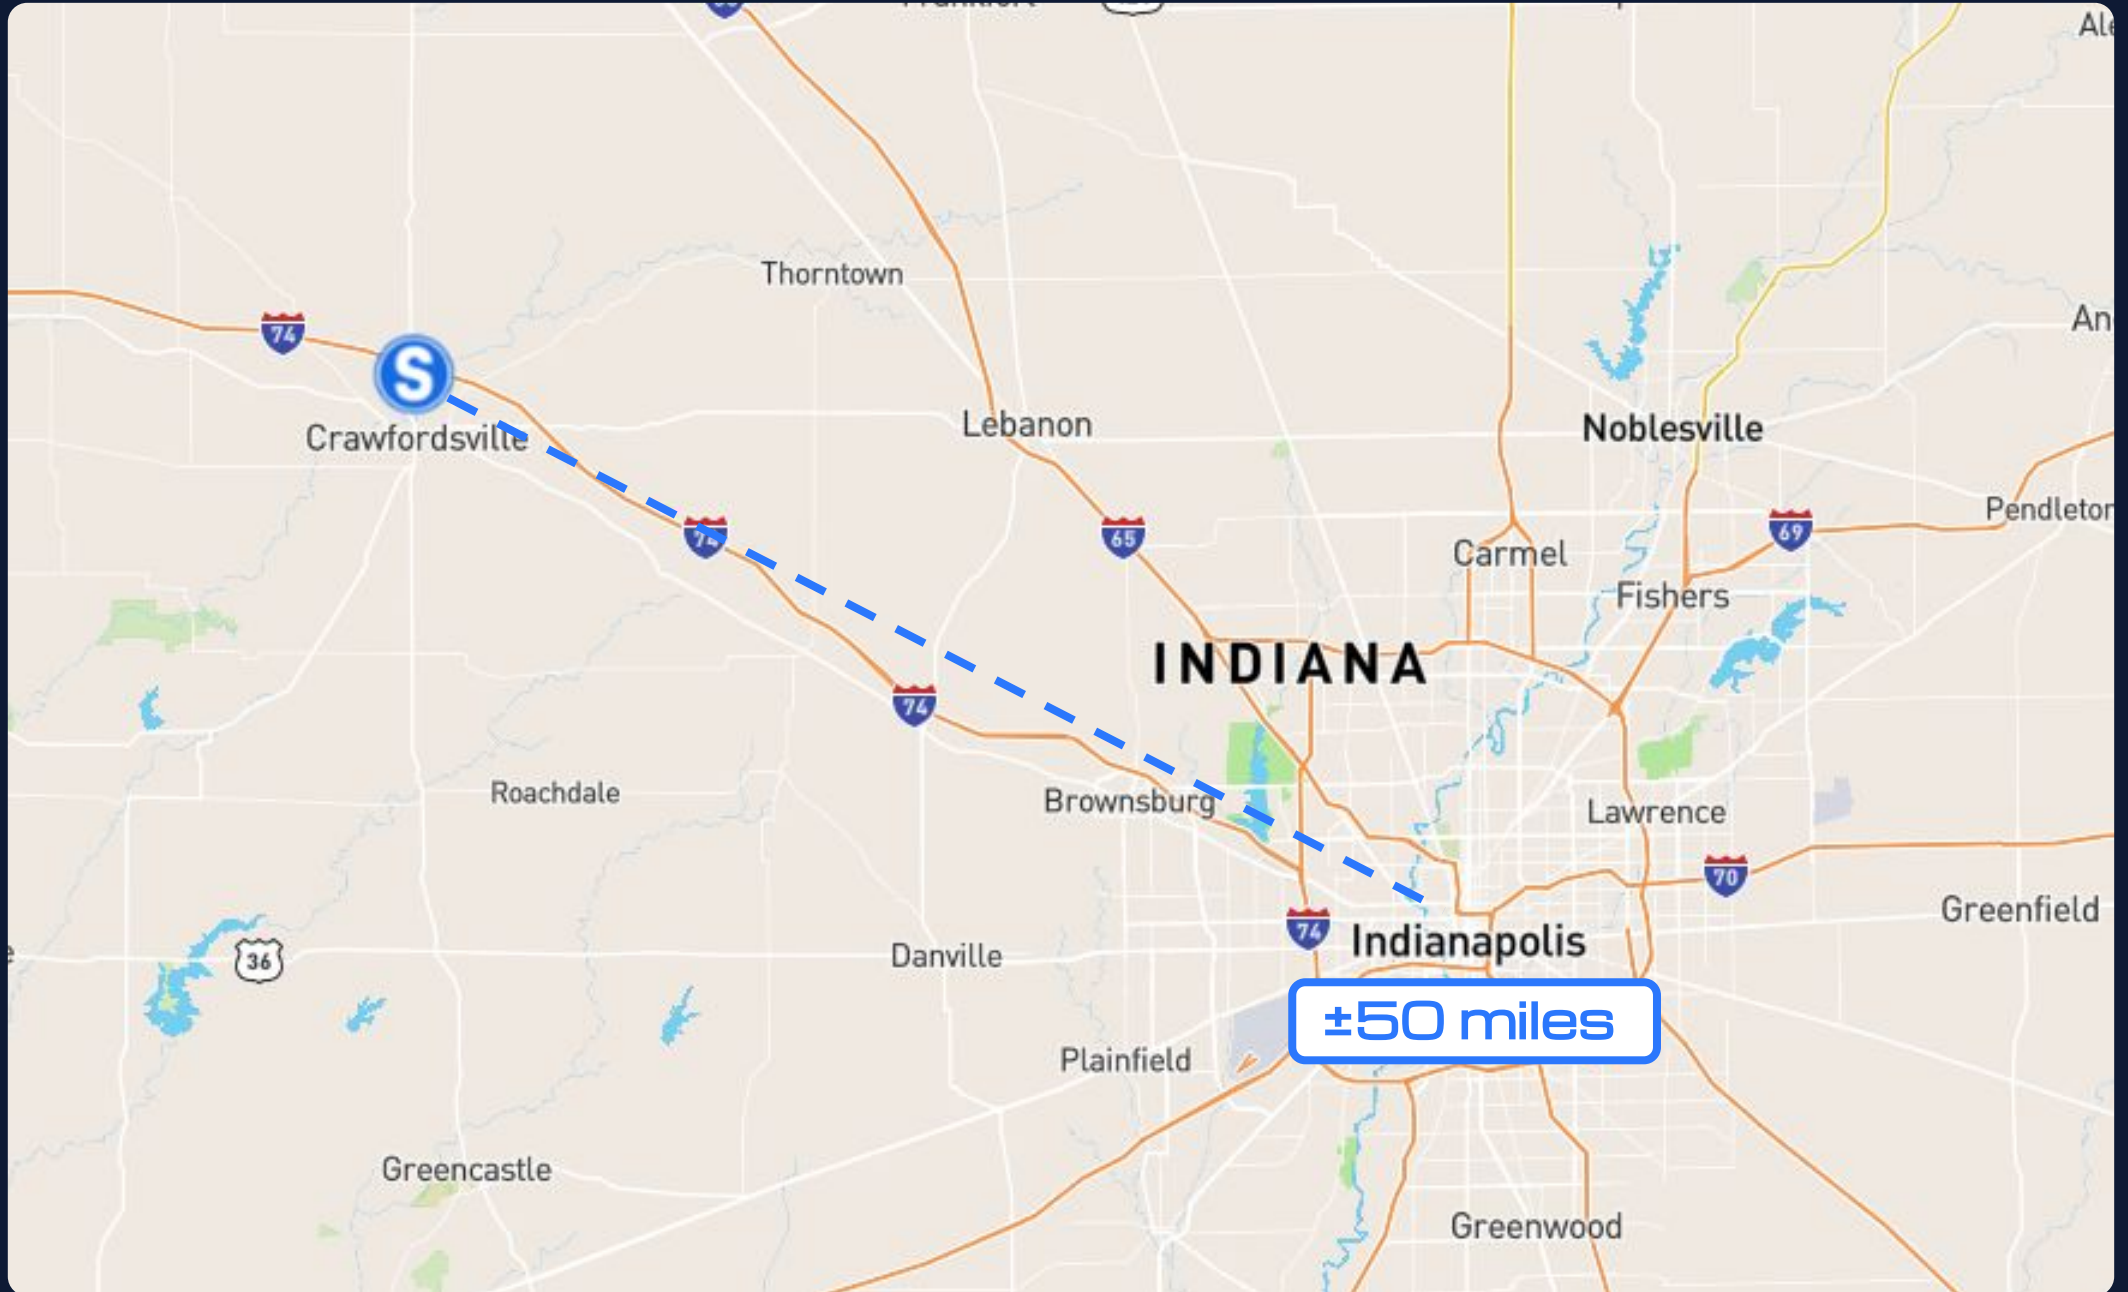 Thorntown
74
S
Crawfordsville
Lebanon
Noblesville
Pendleton
74
65
69
Carmel
Fishers
INDIANA
74
Roachdale
Brownsburg
Lawrence
70
Greenfield
74
Indianapolis
Danville
36
±50 miles
Plainfield
Greencastle
Greenwood